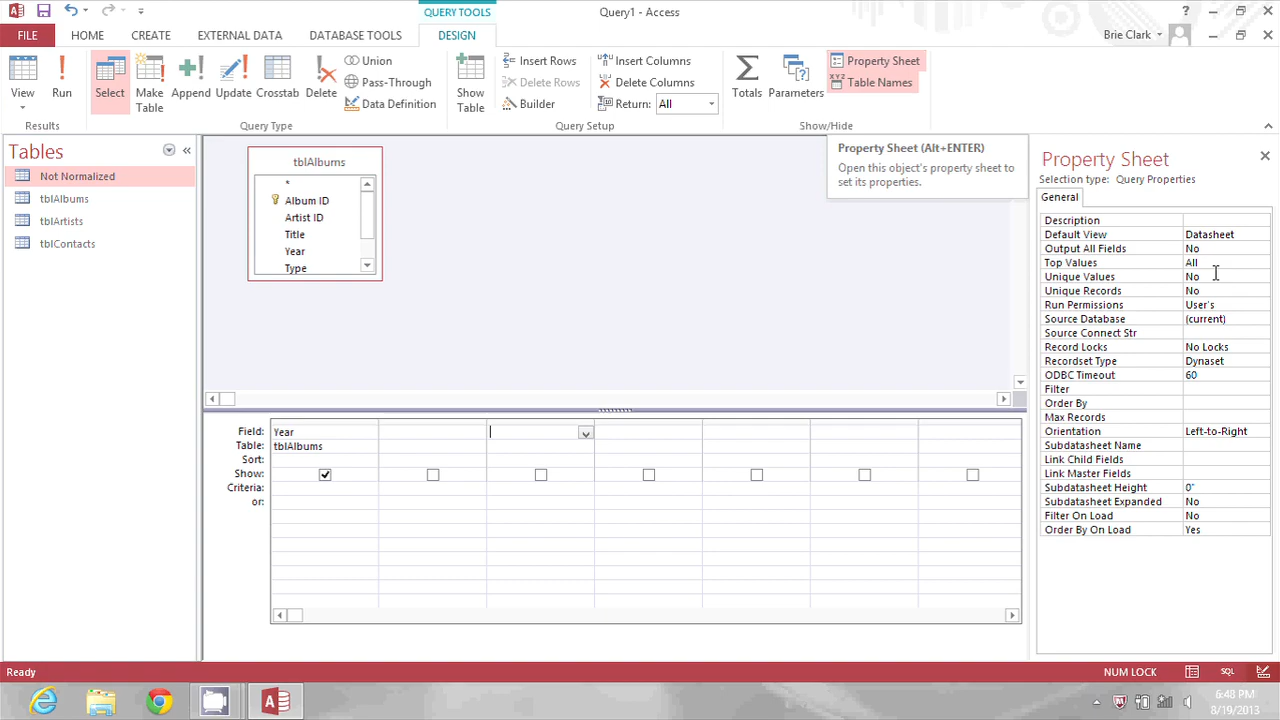 QUERY TOOLS
Query1 - Access
?
FILE
HOME
CREATE
EXTERNAL DATA
DATABASE TOOLS
DESIGN
Brie Clark
View
Run
Results
Select
Make Table
Append
Update
Crosstab
Delete
Union
Pass-Through
Data Definition
Query Type
Show Table
Insert Rows
Delete Rows
Builder
Insert Columns
Delete Columns
Return: All
Query Setup
Totals
Parameters
Property Sheet
XYZ Table Names
Show/Hide
Property Sheet (Alt+ENTER)
Open this object's property sheet to
set its properties.
Tables
Not Normalized
tblAlbums
tblArtists
tblContacts
tblAlbums
*
Album ID
Artist ID
Title
Year
Type
Field: Year
Table: tblAlbums
Sort:
Show:
Criteria:
or:
Property Sheet
Selection type: Query Properties
General
Description
Default View Datasheet
Output All Fields No
Top Values All
Unique Values No
Unique Records No
Run Permissions User's
Source Database (current)
Source Connect Str
Record Locks No Locks
Recordset Type Dynaset
ODBC Timeout 60
Filter
Order By
Max Records
Orientation Left-to-Right
Subdatasheet Name
Link Child Fields
Link Master Fields
Subdatasheet Height 0"
Subdatasheet Expanded No
Filter On Load No
Order By On Load Yes
Ready
NUM LOCK
SQL
6:48 PM
8/19/2013